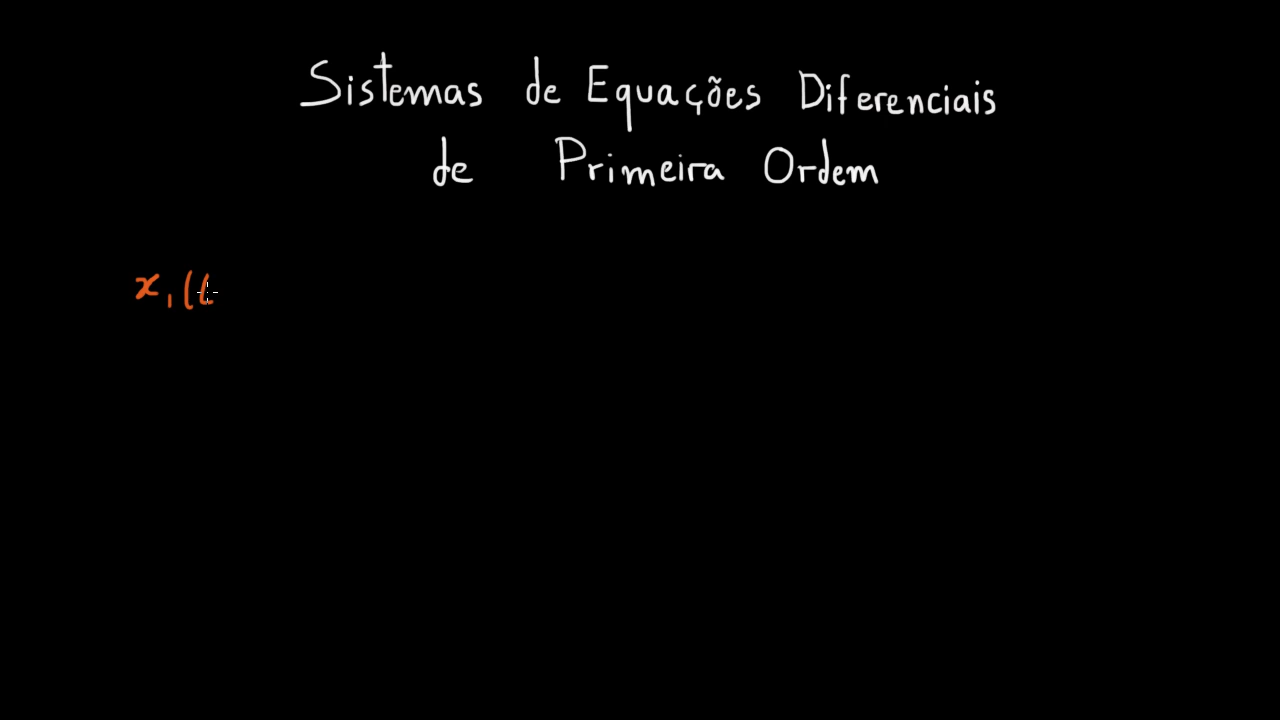 Sistemas de Equações Diferenciais
de Primeira Ordem
x₁(t